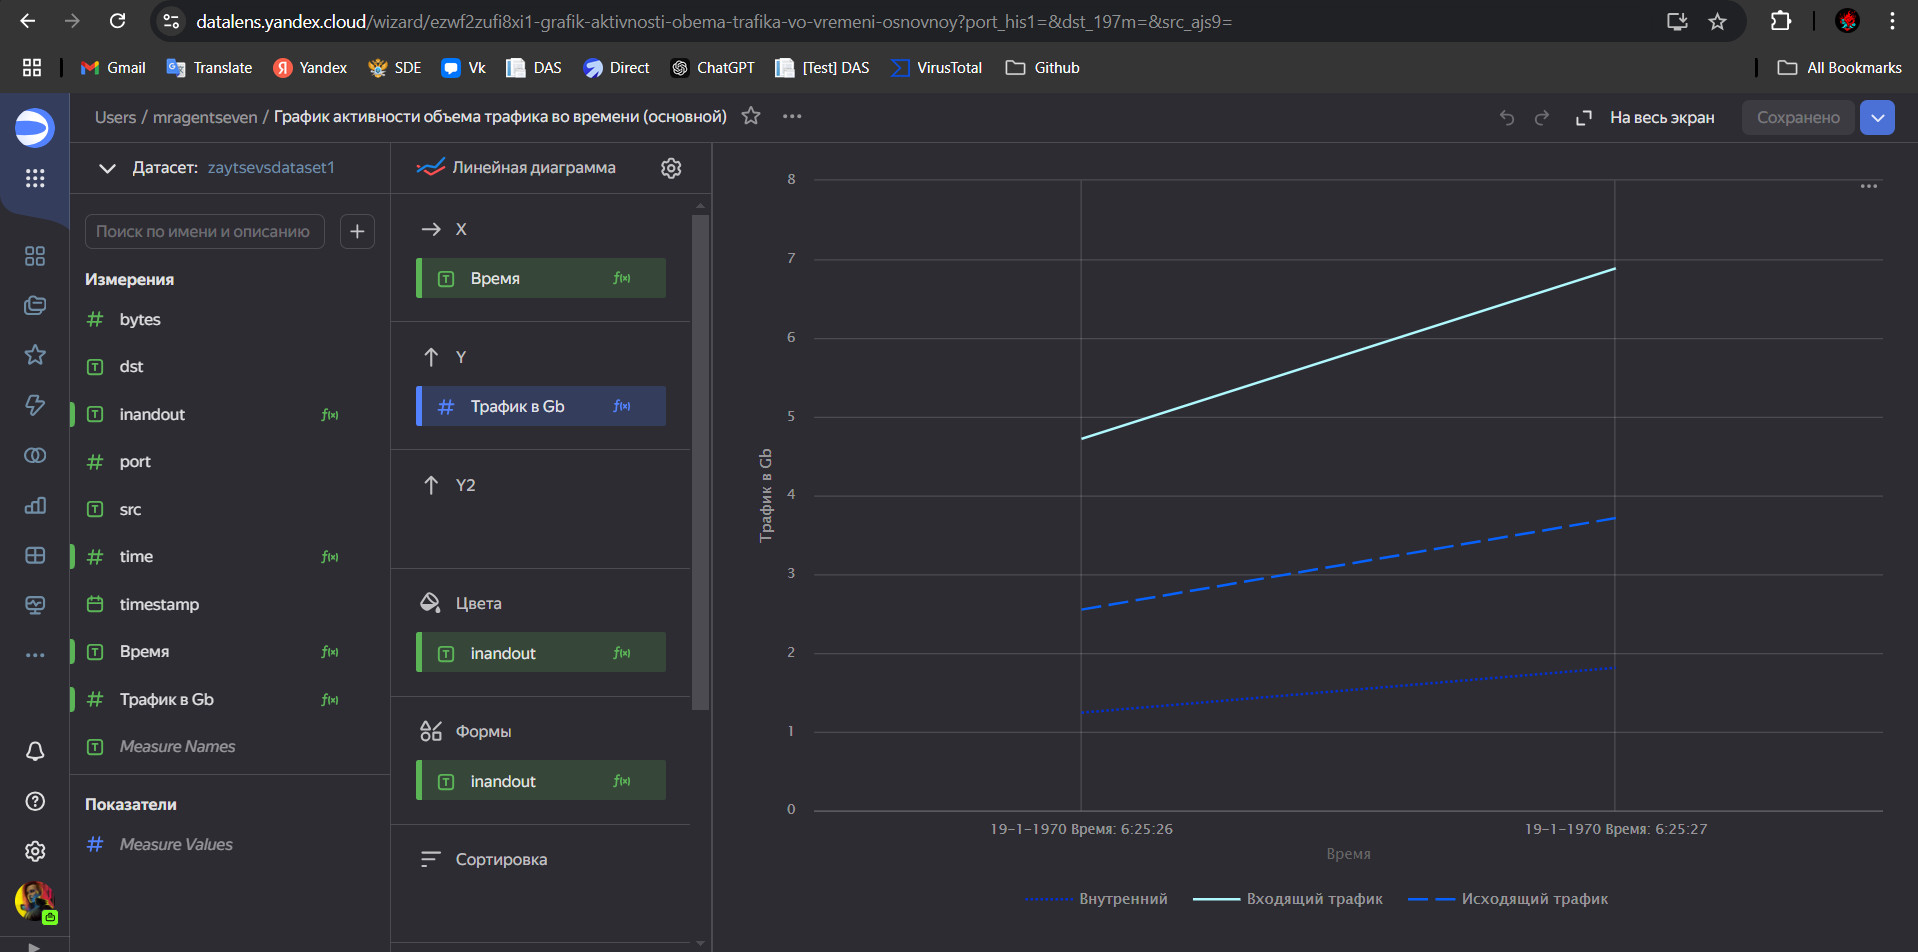 datalens.yandex.cloud/wizard/ezwf2zufi8xi1-grafik-aktivnosti-obema-trafika-vo-vremeni-osnovnoy?port_his1=&dst_197m=&src_ajs9=
Gmail Translate Yandex SDE Vk DAS Direct ChatGPT [Test] DAS VirusTotal Github All Bookmarks
Users / mragentseven / График активности объема трафика во времени (основной)
На весь экран
Сохранено
Датасет: zaytsevsdataset1
Поиск по имени и описанию
Измерения
bytes
dst
inandout
port
src
time
timestamp
Время
Трафик в Gb
Measure Names
Показатели
Measure Values
Линейная диаграмма
X
Время
Y
Трафик в Gb
Y2
Цвета
inandout
Формы
inandout
Сортировка
8
7
6
5
4
3
2
1
0
Трафик в Gb
19-1-1970 Время: 6:25:26
19-1-1970 Время: 6:25:27
Время
Внутренний Входящий трафик Исходящий трафик